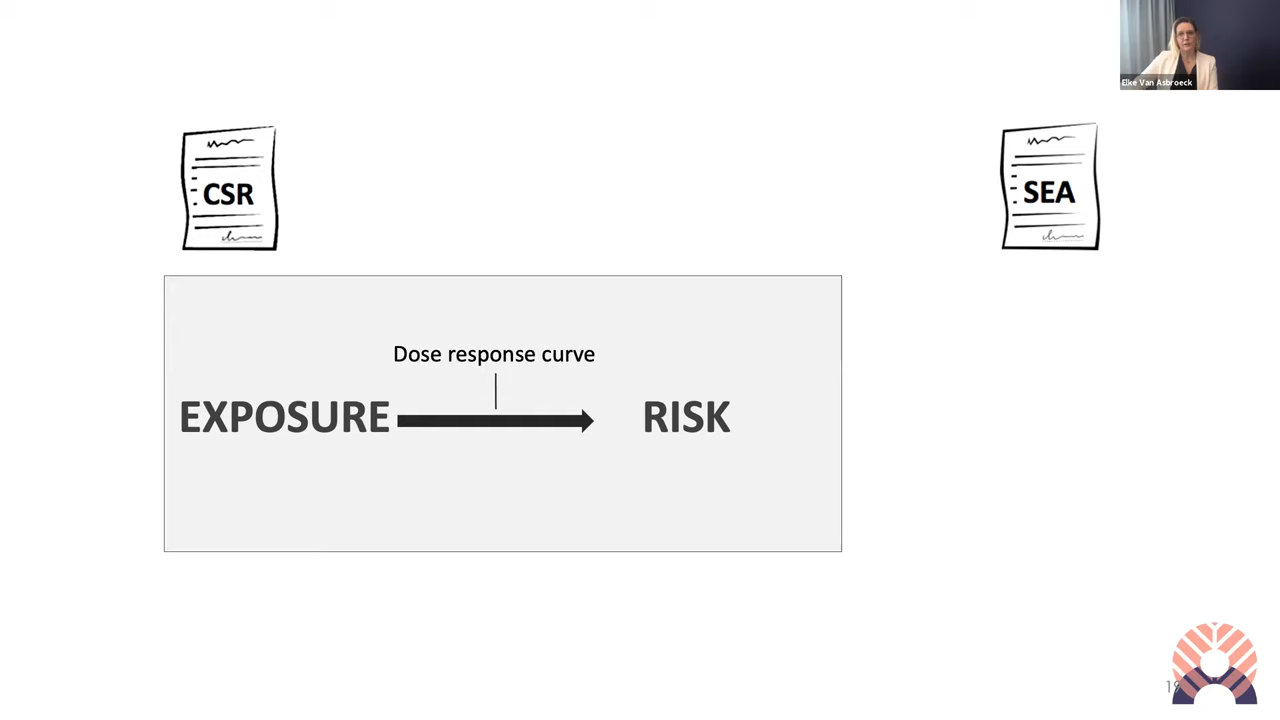 Elke Van Asbroeck
CSR
SEA
Dose response curve
EXPOSURE
RISK